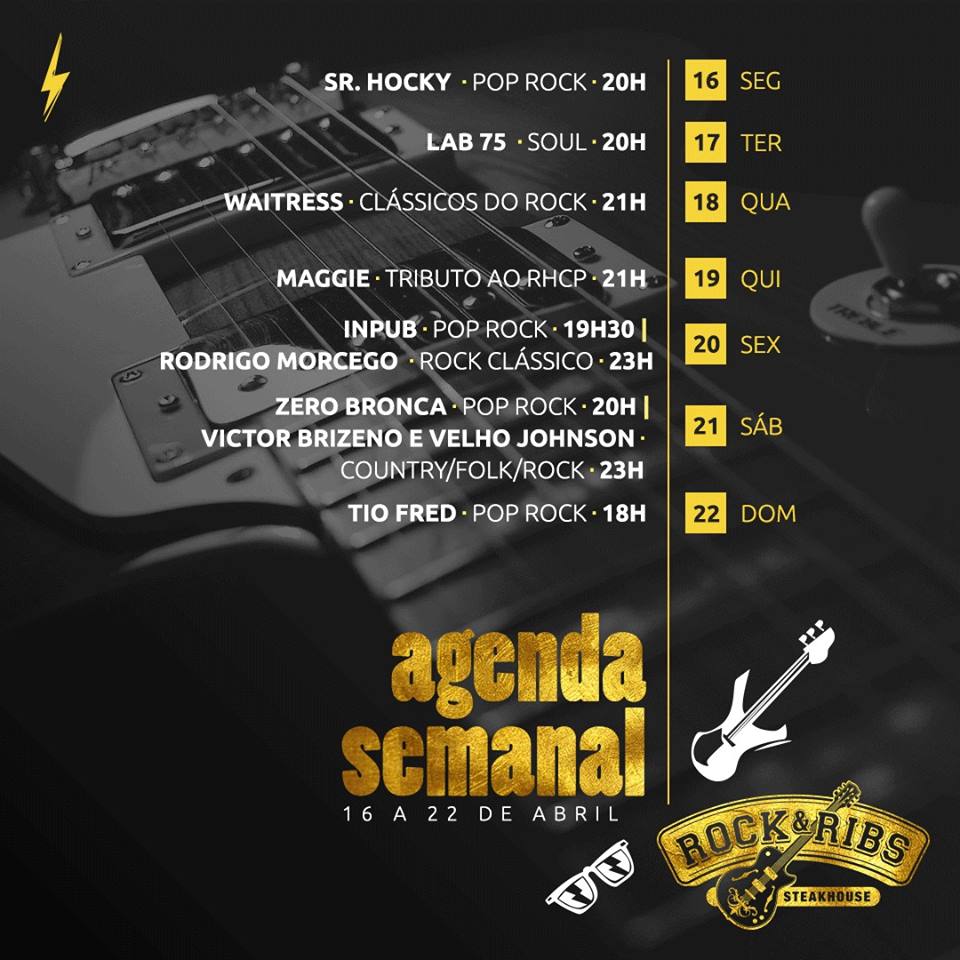 SR. HOCKY · POP ROCK · 20H 16 SEG
LAB 75 · SOUL · 20H 17 TER
WAITRESS · CLÁSSICOS DO ROCK · 21H 18 QUA
MAGGIE · TRIBUTO AO RHCP · 21H 19 QUI
INPUB · POP ROCK · 19H30 |
RODRIGO MORCEGO · ROCK CLÁSSICO · 23H
20 SEX
ZERO BRONCA · POP ROCK · 20H |
VICTOR BRIZENO E VELHO JOHNSON ·
COUNTRY/FOLK/ROCK · 23H
21 SÁB
TIO FRED · POP ROCK · 18H 22 DOM
TREBLE
agenda
semanal
16 A 22 DE ABRIL
ROCK & RIBS
STEAKHOUSE